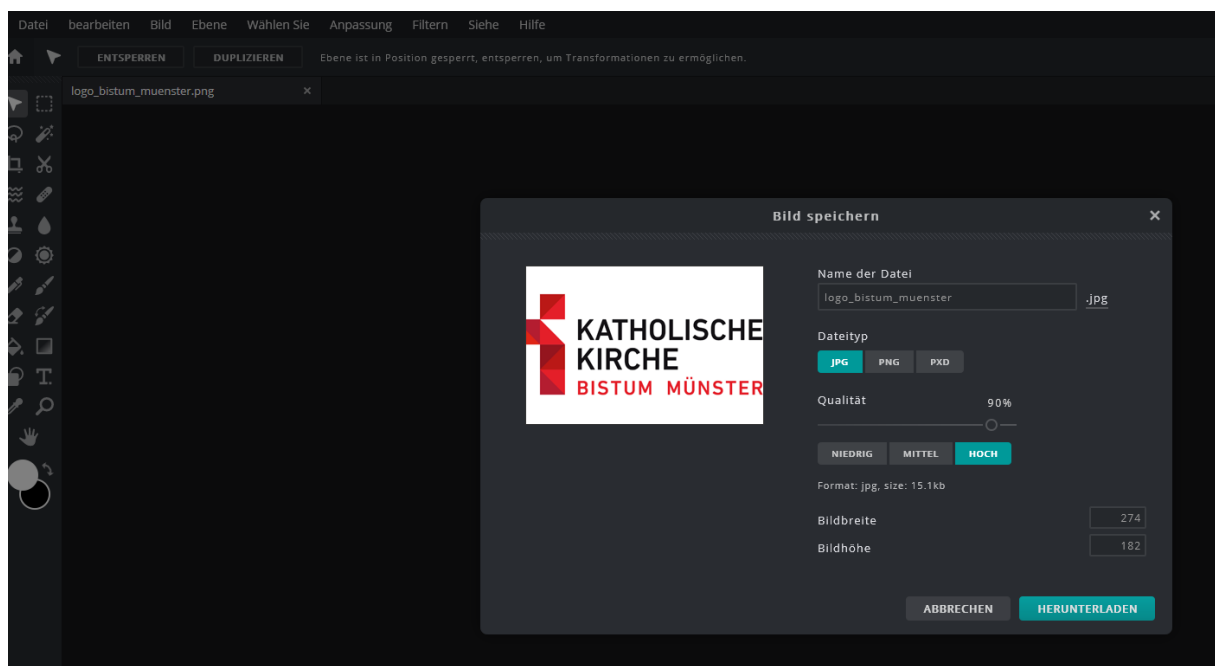 Datei bearbeiten Bild Ebene Wählen Sie Anpassung Filtern Siehe Hilfe
ENTSPERREN DUPLIZIEREN Ebene ist in Position gesperrt, entsperren, um Transformationen zu ermöglichen.
logo_bistum_muenster.png
Bild speichern
KATHOLISCHE
KIRCHE
BISTUM MÜNSTER
Name der Datei
logo_bistum_muenster .jpg
Dateityp
JPG PNG PXD
Qualität 90%
NIEDRIG MITTEL HOCH
Format: jpg, size: 15.1kb
Bildbreite 274
Bildhöhe 182
ABBRECHEN HERUNTERLADEN